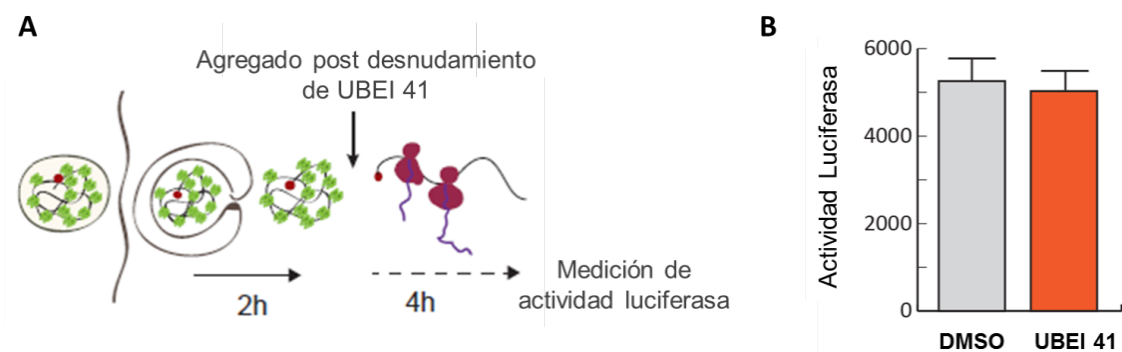 A
Agregado post desnudamiento
de UBEI 41
2h
4h
Medición de
actividad luciferasa
B
Actividad Luciferasa
6000
4000
2000
0
DMSO
UBEI 41